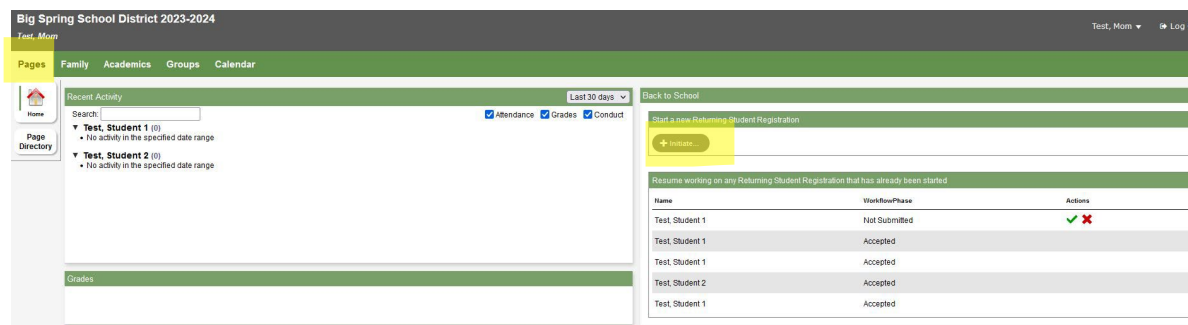 Big Spring School District 2023-2024
Test, Mom
Test, Mom ▼
Log
Pages Family Academics Groups Calendar
Home
Page
Directory
Recent Activity
Last 30 days
Search:
Attendance Grades Conduct
▼ Test, Student 1 (0)
• No activity in the specified date range
▼ Test, Student 2 (0)
• No activity in the specified date range
Grades
Back to School
Start a new Returning Student Registration
+ Initiate...
Resume working on any Returning Student Registration that has already been started
Name WorkflowPhase Actions
Test, Student 1 Not Submitted
Test, Student 1 Accepted
Test, Student 1 Accepted
Test, Student 2 Accepted
Test, Student 1 Accepted